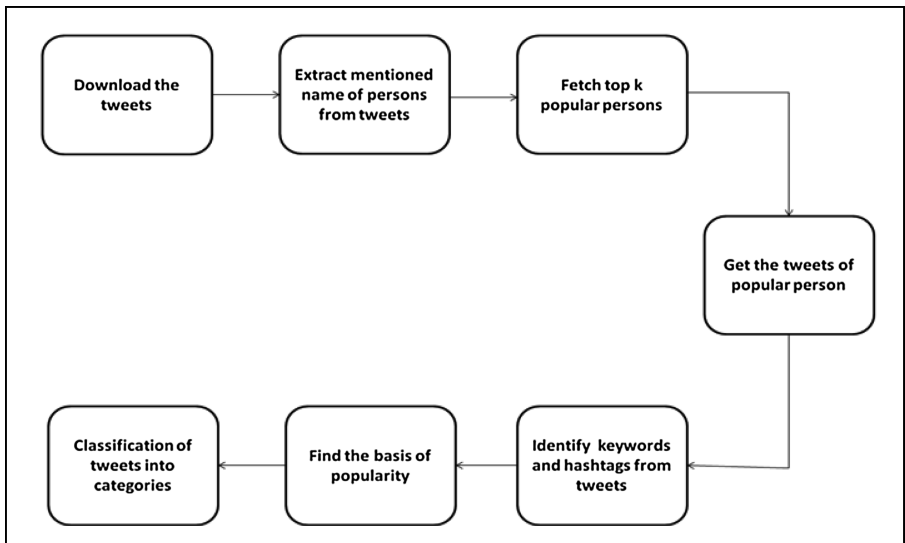 Download the
tweets
Extract mentioned
name of persons
from tweets
Fetch top k
popular persons
Get the tweets of
popular person
Identify keywords
and hashtags from
tweets
Find the basis of
popularity
Classification of
tweets into
categories